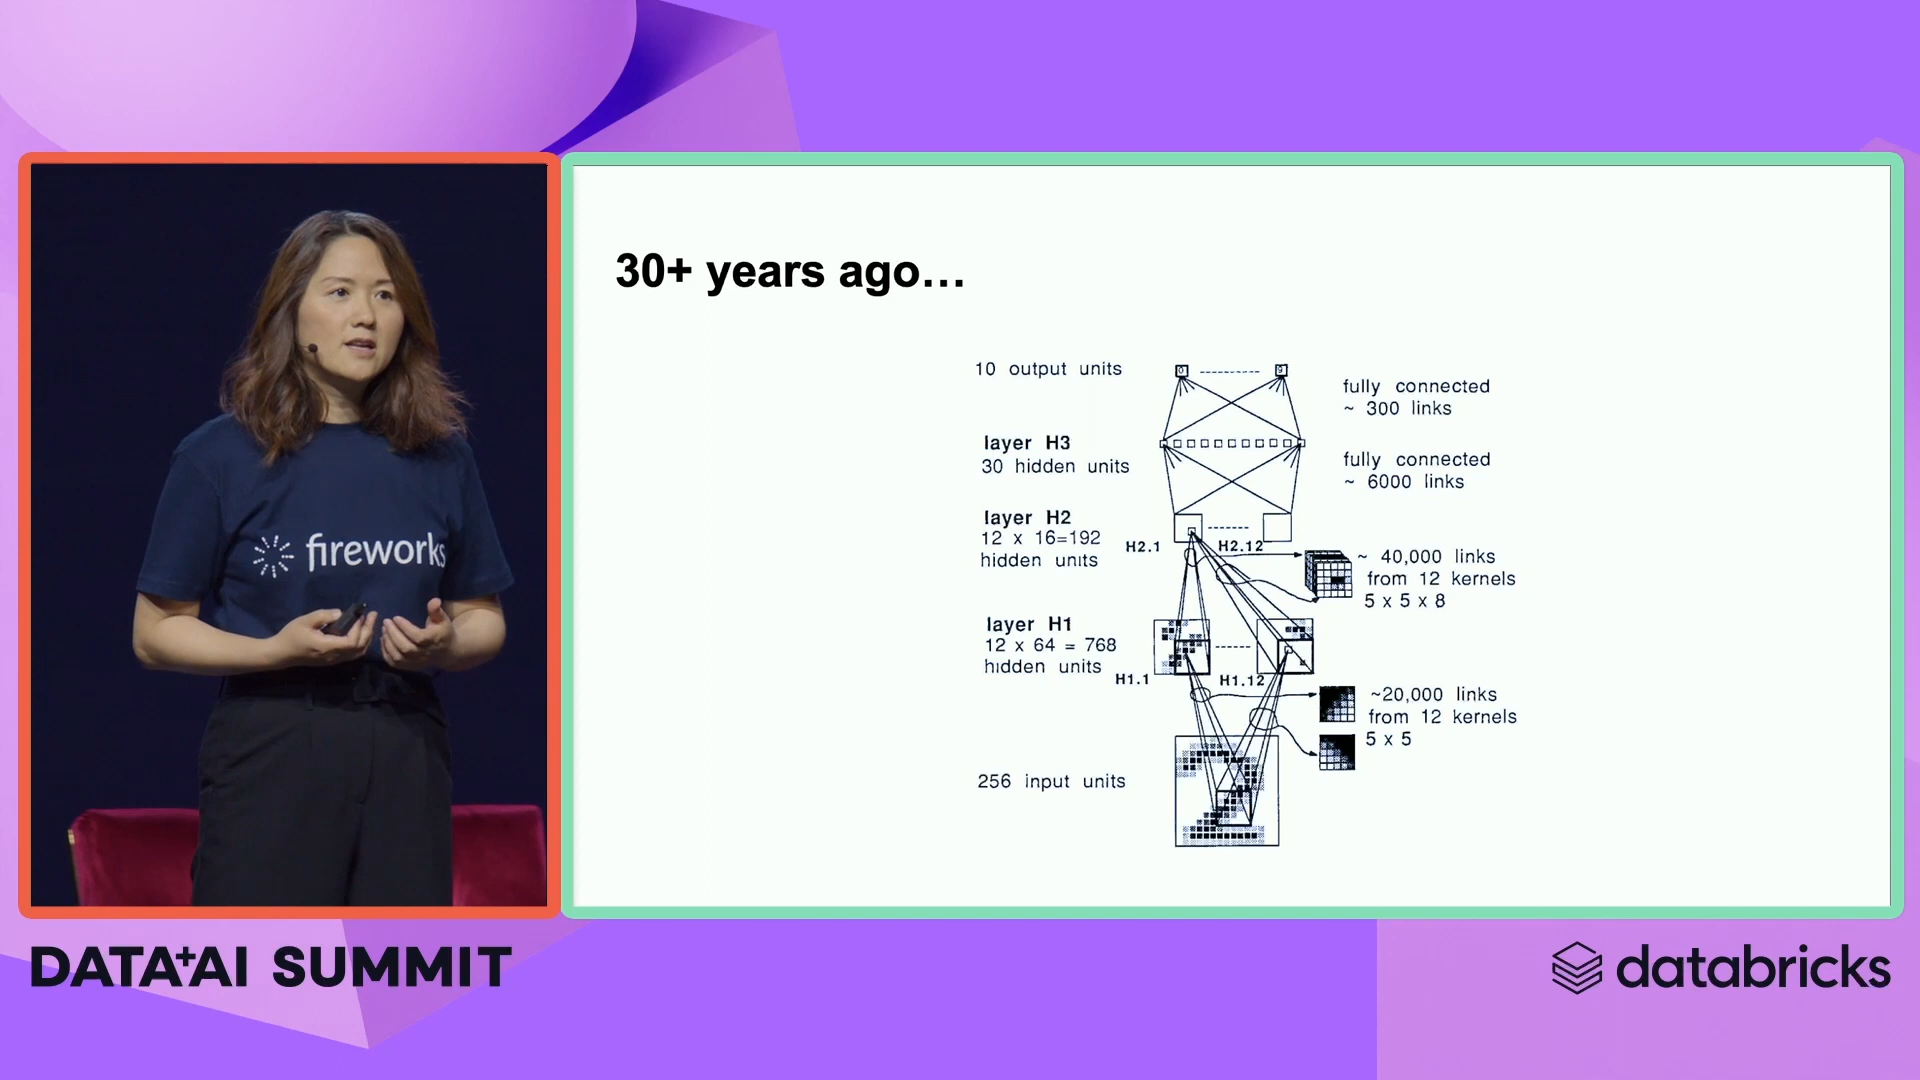 fireworks
30+ years ago…
10 output units
fully connected
~ 300 links
layer H3
30 hidden units
fully connected
~ 6000 links
layer H2
12 x 16=192
hidden units
H2.1
H2.12
~ 40,000 links
from 12 kernels
5 x 5 x 8
layer H1
12 x 64 = 768
hidden units
H1.1
H1.12
~20,000 links
from 12 kernels
5 x 5
256 input units
0
9
DATA+AI SUMMIT
databricks